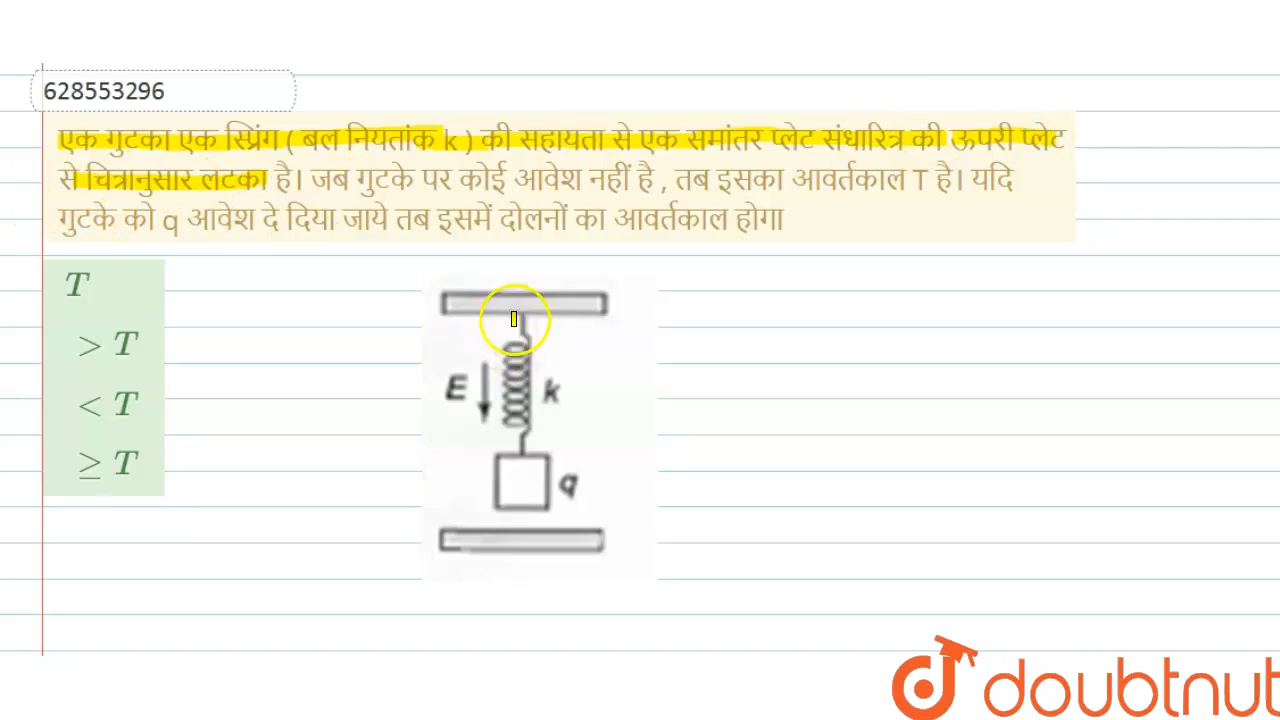 628553296
एक गुटका एक स्प्रिंग ( बल नियतांक k ) की सहायता से एक समांतर प्लेट संधारित्र की ऊपरी प्लेट
से चित्रानुसार लटका है। जब गुटके पर कोई आवेश नहीं है , तब इसका आवर्तकाल T है। यदि
गुटके को q आवेश दे दिया जाये तब इसमें दोलनों का आवर्तकाल होगा
T
> T
< T
≥ T
E
k
q
doubtnut